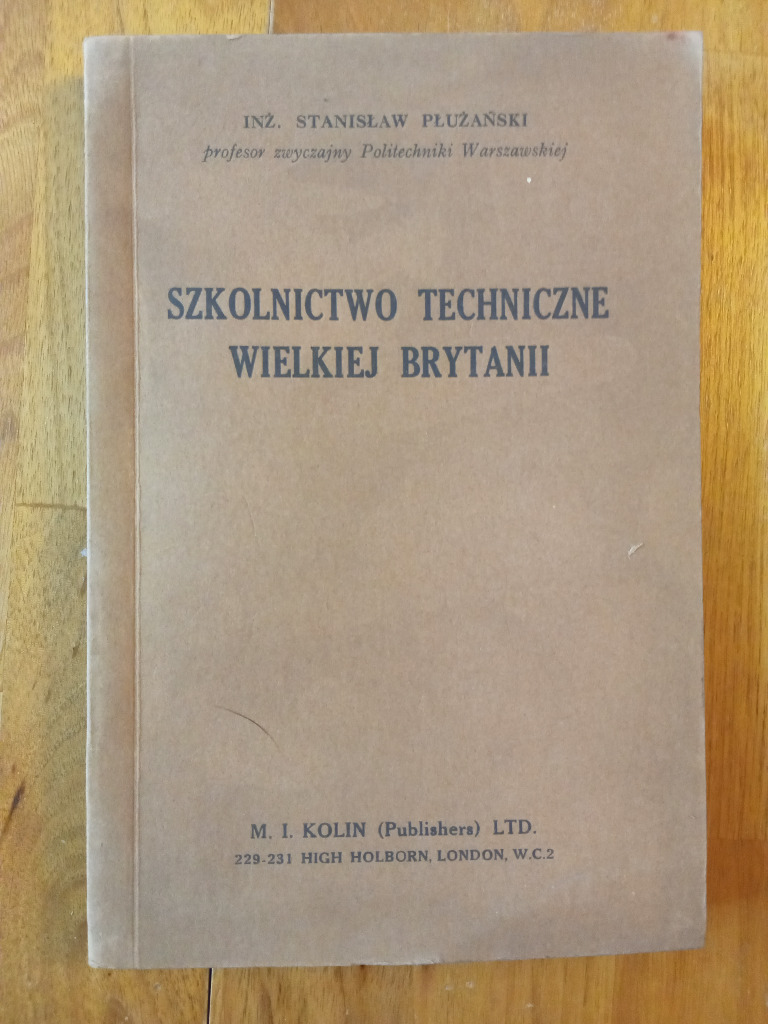 INŻ. STANISŁAW PŁUŻAŃSKI
profesor zwyczajny Politechniki Warszawskiej
SZKOLNICTWO TECHNICZNE
WIELKIEJ BRYTANII
M. I. KOLIN (Publishers) LTD.
229-231 HIGH HOLBORN, LONDON, W.C.2